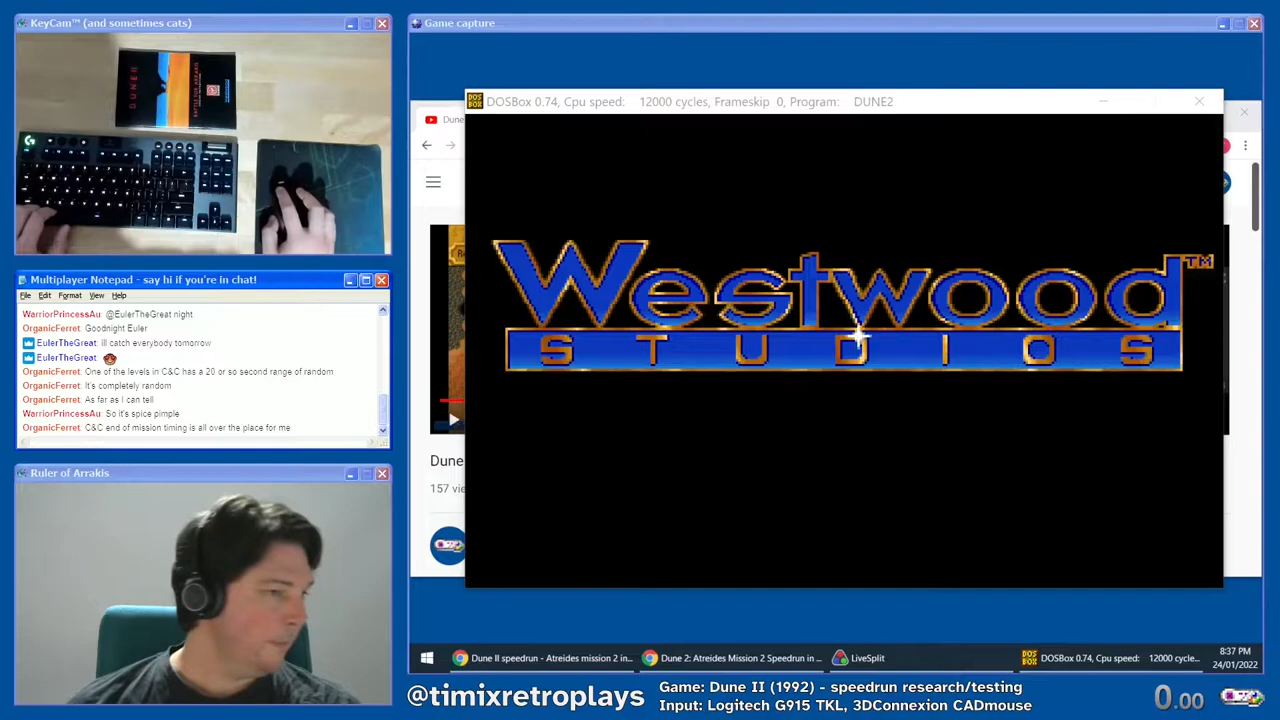 KeyCam™ (and sometimes cats)
DUNE II
BATTLE FOR ARRAKIS
Multiplayer Notepad - say hi if you're in chat!
File Edit Format View Help
WarriorPrincessAu @EulerTheGreat night
OrganicFerret Goodnight Euler
EulerTheGreat: ill catch everybody tomorrow
EulerTheGreat:
OrganicFerret One of the levels in C&C has a 20 or so second range of random
OrganicFerret It's completely random
OrganicFerret As far as I can tell
WarriorPrincessAu So it's spice pimple
OrganicFerret C&C end of mission timing is all over the place for me
Ruler of Arrakis
Game capture
DOSBox 0.74, Cpu speed: 12000 cycles, Frameskip 0, Program: DUNE2
Dune
Westwood™
STUDIOS
Dune
157 vie
Dune II speedrun - Atreides mission 2 in...
Dune 2: Atreides Mission 2 Speedrun in ...
LiveSplit
DOSBox 0.74, Cpu speed: 12000 cycle...
8:37 PM
24/01/2022
@timixretroplays
Game: Dune II (1992) - speedrun research/testing
Input: Logitech G915 TKL, 3DConnexion CADmouse
0.00